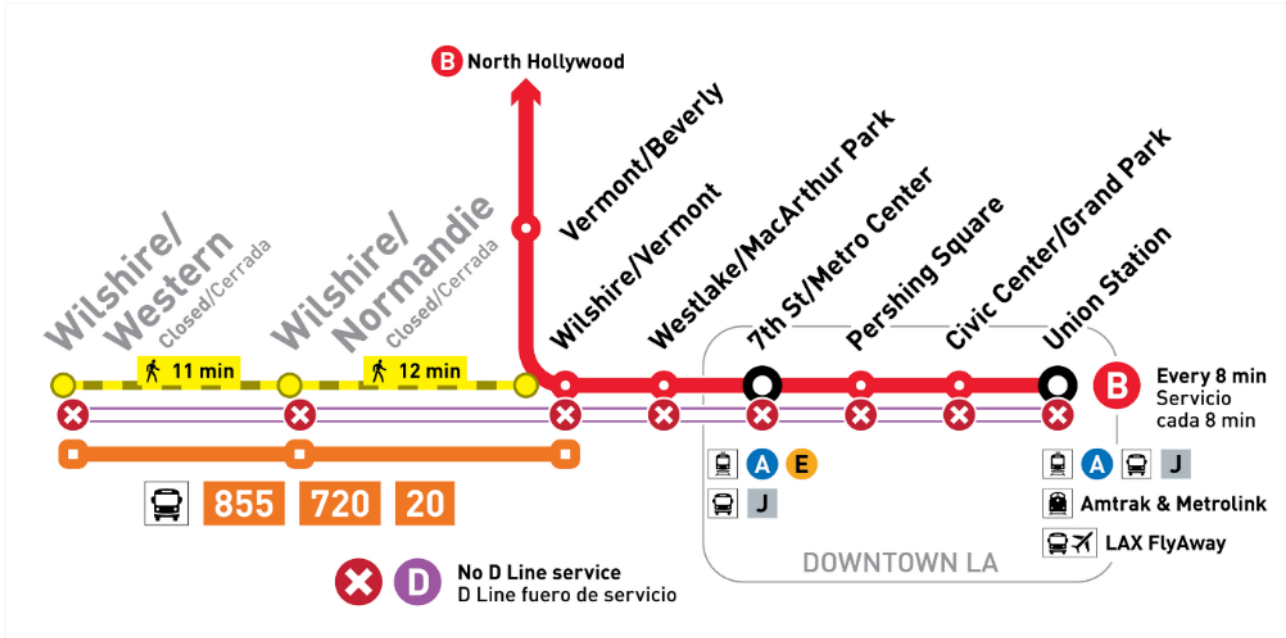 B North Hollywood
Wilshire/
Western
Closed/Cerrada
Wilshire/
Normandie
Closed/Cerrada
Vermont/Beverly
Wilshire/Vermont
Westlake/MacArthur Park
7th St/Metro Center
Pershing Square
Civic Center/Grand Park
Union Station
11 min
12 min
B
Every 8 min
Servicio
cada 8 min
A E
J
A J
Amtrak & Metrolink
LAX FlyAway
855 720 20
DOWNTOWN LA
D
No D Line service
D Line fuero de servicio